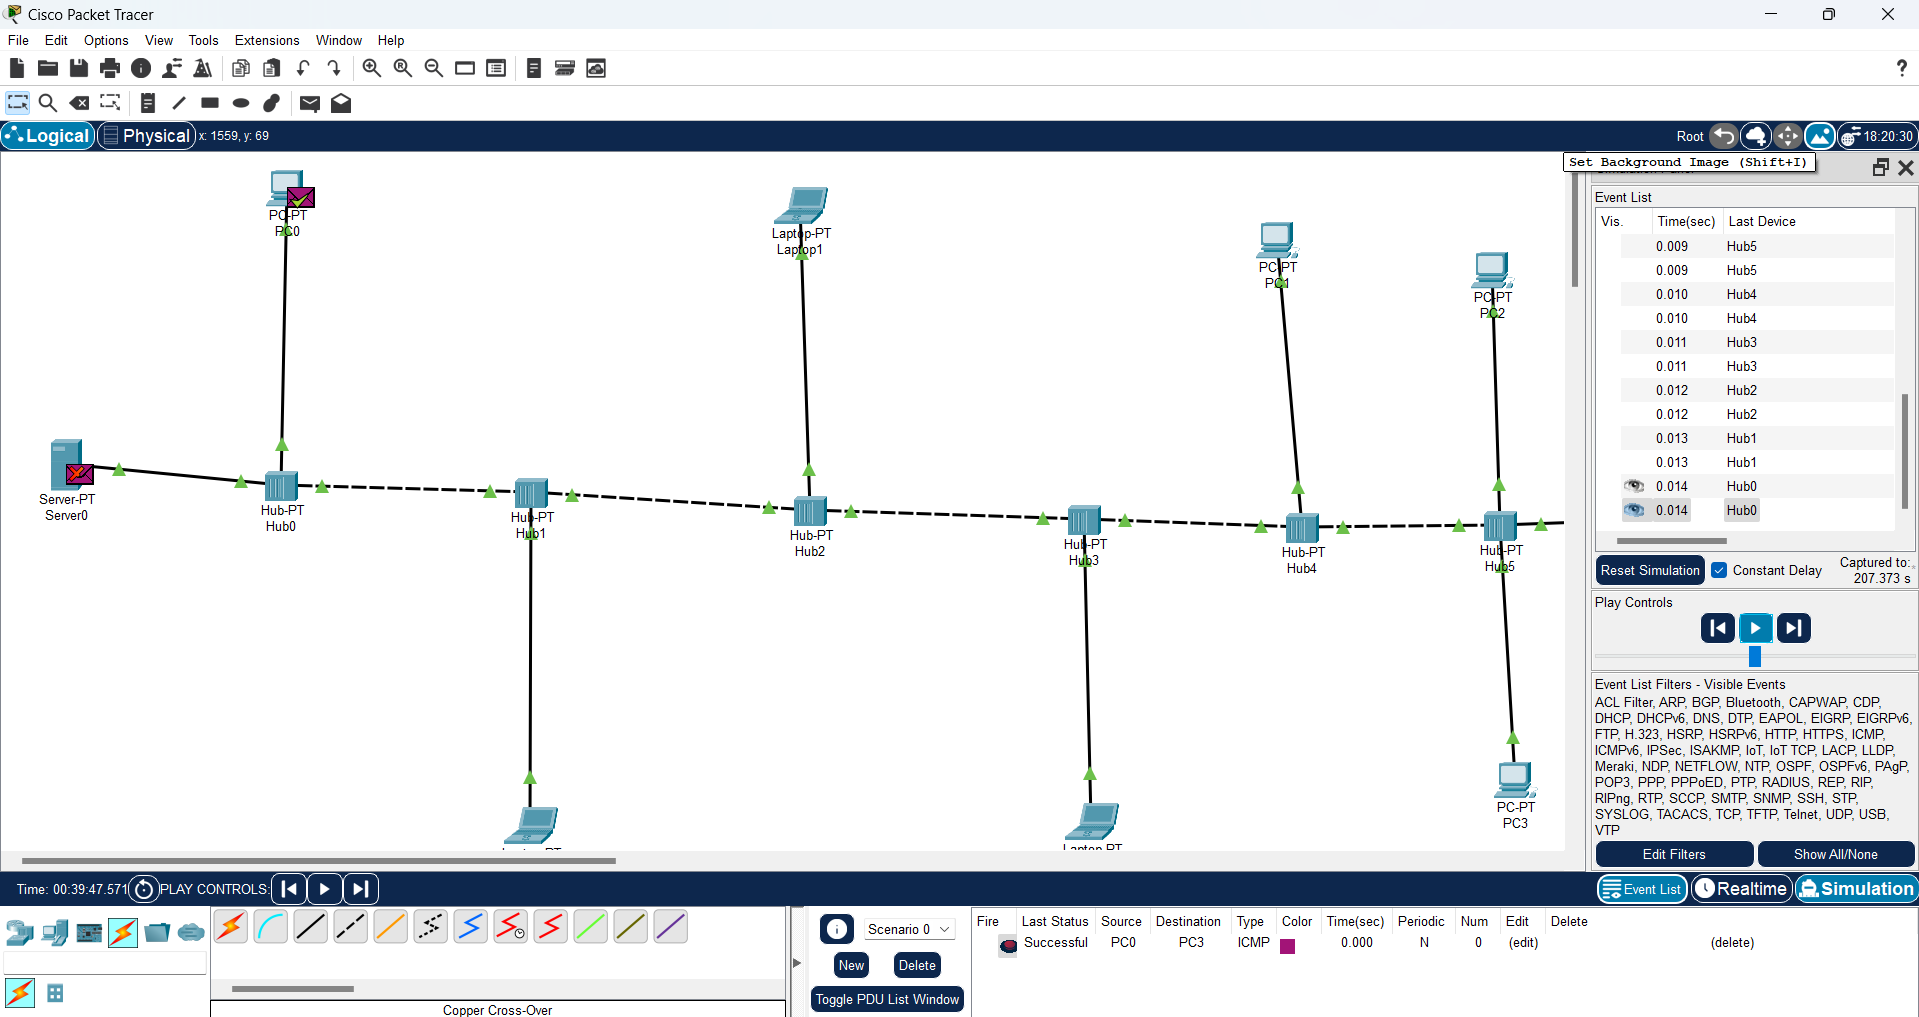 Cisco Packet Tracer
File Edit Options View Tools Extensions Window Help
Logical Physical x: 1559, y: 69 Root 18:20:30
Set Background Image (Shift+I)
PC-PT
PC0
Laptop-PT
Laptop1
PC-PT
PC1
PC-PT
PC2
Server-PT
Server0
Hub-PT
Hub0
Hub-PT
Hub1
Hub-PT
Hub2
Hub-PT
Hub3
Hub-PT
Hub4
Hub-PT
Hub5
PC-PT
PC3
Laptop-PT
Laptop-PT
Event List
Vis. Time(sec) Last Device
0.009 Hub5
0.009 Hub5
0.010 Hub4
0.010 Hub4
0.011 Hub3
0.011 Hub3
0.012 Hub2
0.012 Hub2
0.013 Hub1
0.013 Hub1
0.014 Hub0
0.014 Hub0
Reset Simulation Constant Delay Captured to:
207.373 s
Play Controls
Event List Filters - Visible Events
ACL Filter, ARP, BGP, Bluetooth, CAPWAP, CDP,
DHCP, DHCPv6, DNS, DTP, EAPOL, EIGRP, EIGRPv6,
FTP, H.323, HSRP, HSRPv6, HTTP, HTTPS, ICMP,
ICMPv6, IPSec, ISAKMP, IoT, IoT TCP, LACP, LLDP,
Meraki, NDP, NETFLOW, NTP, OSPF, OSPFv6, PAgP,
POP3, PPP, PPPoED, PTP, RADIUS, REP, RIP,
RIPng, RTP, SCCP, SMTP, SNMP, SSH, STP,
SYSLOG, TACACS, TCP, TFTP, Telnet, UDP, USB,
VTP
Edit Filters Show All/None
Time: 00:39:47.571 PLAY CONTROLS: Event List Realtime Simulation
Scenario 0
New Delete
Toggle PDU List Window
Fire Last Status Source Destination Type Color Time(sec) Periodic Num Edit Delete
Successful PC0 PC3 ICMP 0.000 N 0 (edit) (delete)
Copper Cross-Over